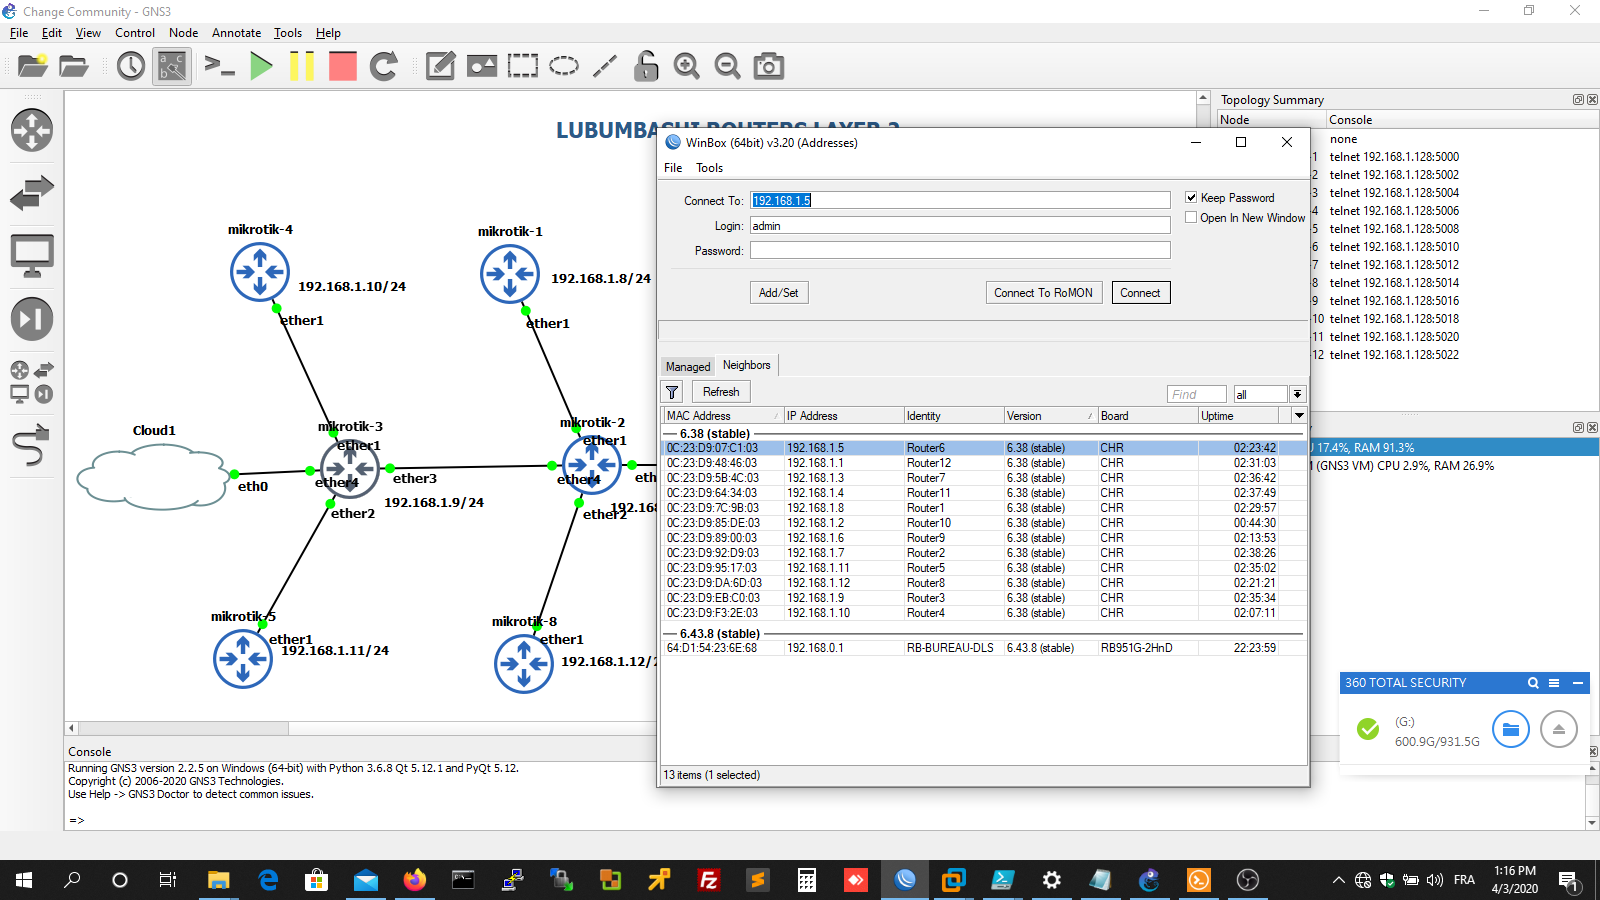 Change Community - GNS3
File Edit View Control Node Annotate Tools Help
LUBUMBASHI ROUTERS LAYER 2
mikrotik-4
192.168.1.10/24
ether1
mikrotik-1
192.168.1.8/24
ether1
Cloud1
eth0
mikrotik-3
ether1
ether4
ether3
192.168.1.9/24
ether2
mikrotik-2
ether1
ether4
eth
ether2
192.168
mikrotik-5
ether1
192.168.1.11/24
mikrotik-8
ether1
192.168.1.12/2
WinBox (64bit) v3.20 (Addresses)
File Tools
Connect To: 192.168.1.5
Keep Password
Login: admin
Open In New Window
Password:
Add/Set
Connect To RoMON
Connect
Managed Neighbors
Refresh
Find
all
MAC Address IP Address Identity Version Board Uptime
6.38 (stable)
0C:23:D9:07:C1:03 192.168.1.5 Router6 6.38 (stable) CHR 02:23:42
0C:23:D9:48:46:03 192.168.1.1 Router12 6.38 (stable) CHR 02:31:03
0C:23:D9:5B:4C:03 192.168.1.3 Router7 6.38 (stable) CHR 02:36:42
0C:23:D9:64:34:03 192.168.1.4 Router11 6.38 (stable) CHR 02:37:49
0C:23:D9:7C:9B:03 192.168.1.8 Router1 6.38 (stable) CHR 02:29:57
0C:23:D9:85:DE:03 192.168.1.2 Router10 6.38 (stable) CHR 00:44:30
0C:23:D9:89:00:03 192.168.1.6 Router9 6.38 (stable) CHR 02:13:53
0C:23:D9:92:D9:03 192.168.1.7 Router2 6.38 (stable) CHR 02:38:26
0C:23:D9:95:17:03 192.168.1.11 Router5 6.38 (stable) CHR 02:35:02
0C:23:D9:DA:6D:03 192.168.1.12 Router8 6.38 (stable) CHR 02:21:21
0C:23:D9:EB:C0:03 192.168.1.9 Router3 6.38 (stable) CHR 02:35:34
0C:23:D9:F3:2E:03 192.168.1.10 Router4 6.38 (stable) CHR 02:07:11
6.43.8 (stable)
64:D1:54:23:6E:68 192.168.0.1 RB-BUREAU-DLS 6.43.8 (stable) RB951G-2HnD 22:23:59
13 items (1 selected)
Topology Summary
Node Console
none
-1 telnet 192.168.1.128:5000
-2 telnet 192.168.1.128:5002
-3 telnet 192.168.1.128:5004
-4 telnet 192.168.1.128:5006
-5 telnet 192.168.1.128:5008
-6 telnet 192.168.1.128:5010
-7 telnet 192.168.1.128:5012
-8 telnet 192.168.1.128:5014
-9 telnet 192.168.1.128:5016
-10 telnet 192.168.1.128:5018
-11 telnet 192.168.1.128:5020
-12 telnet 192.168.1.128:5022
17.4%, RAM 91.3%
(GNS3 VM) CPU 2.9%, RAM 26.9%
360 TOTAL SECURITY
(G:)
600.9G/931.5G
Console
Running GNS3 version 2.2.5 on Windows (64-bit) with Python 3.6.8 Qt 5.12.1 and PyQt 5.12.
Copyright (c) 2006-2020 GNS3 Technologies.
Use Help -> GNS3 Doctor to detect common issues.
=>
FRA
1:16 PM
4/3/2020
1